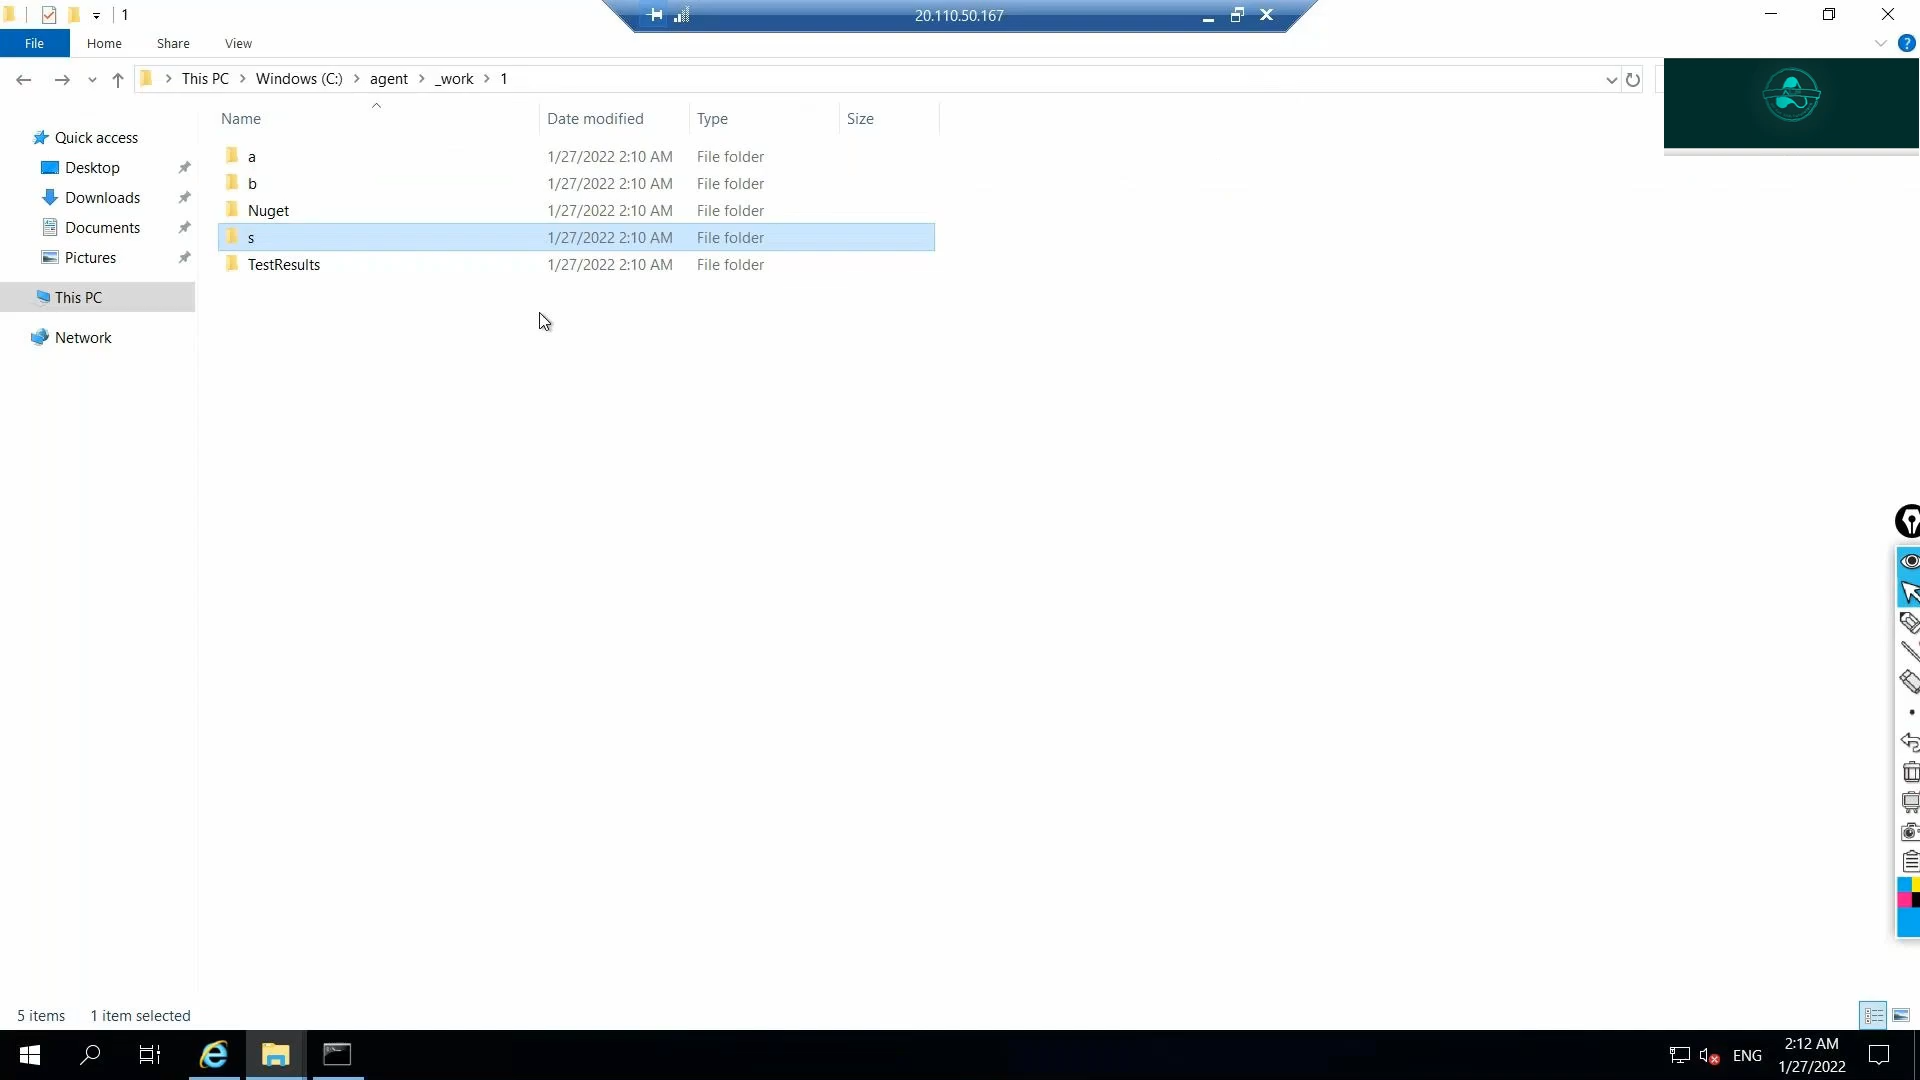 1
20.110.50.167
File Home Share View
?
This PC Windows (C:) agent _work 1
Name Date modified Type Size
Quick access
Desktop
Downloads
Documents
Pictures
This PC
Network
a 1/27/2022 2:10 AM File folder
b 1/27/2022 2:10 AM File folder
Nuget 1/27/2022 2:10 AM File folder
s 1/27/2022 2:10 AM File folder
TestResults 1/27/2022 2:10 AM File folder
5 items 1 item selected
ENG
2:12 AM
1/27/2022